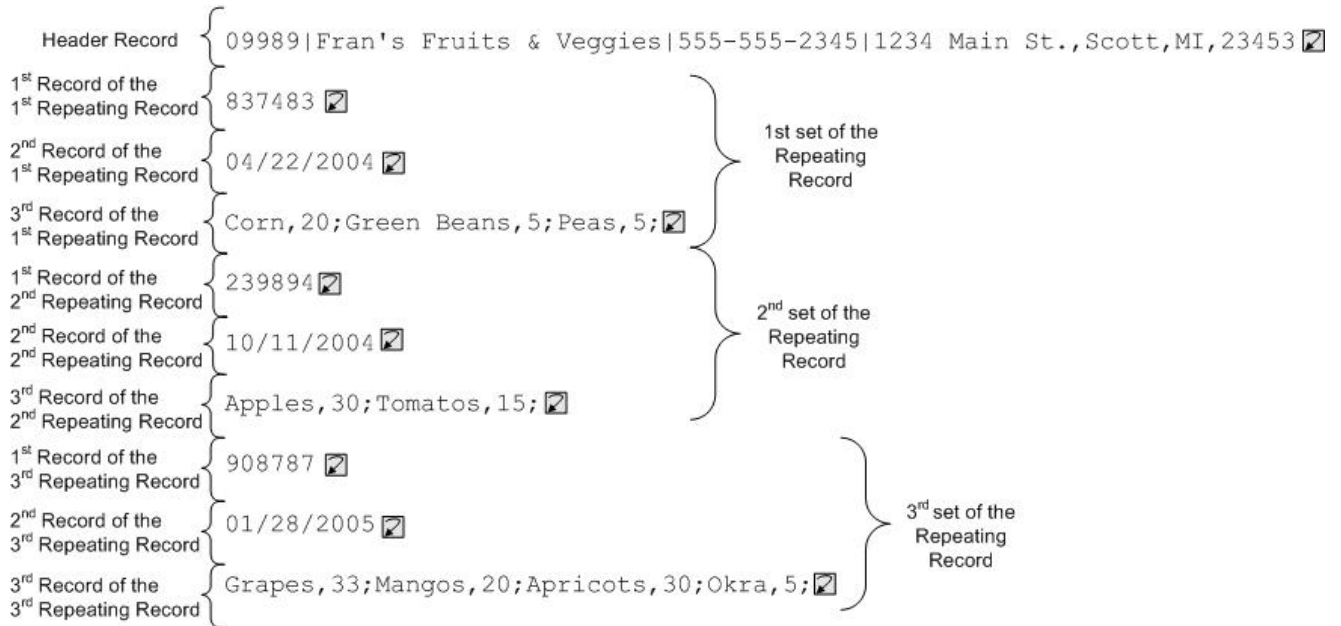 Header Record
09989|Fran's Fruits & Veggies|555-555-2345|1234 Main St.,Scott,MI,23453
1st Record of the
1st Repeating Record
837483
2nd Record of the
1st Repeating Record
04/22/2004
3rd Record of the
1st Repeating Record
Corn,20;Green Beans,5;Peas,5;
1st set of the
Repeating
Record
1st Record of the
2nd Repeating Record
239894
2nd Record of the
2nd Repeating Record
10/11/2004
3rd Record of the
2nd Repeating Record
Apples,30;Tomatos,15;
2nd set of the
Repeating
Record
1st Record of the
3rd Repeating Record
908787
2nd Record of the
3rd Repeating Record
01/28/2005
3rd Record of the
3rd Repeating Record
Grapes,33;Mangos,20;Apricots,30;Okra,5;
3rd set of the
Repeating
Record